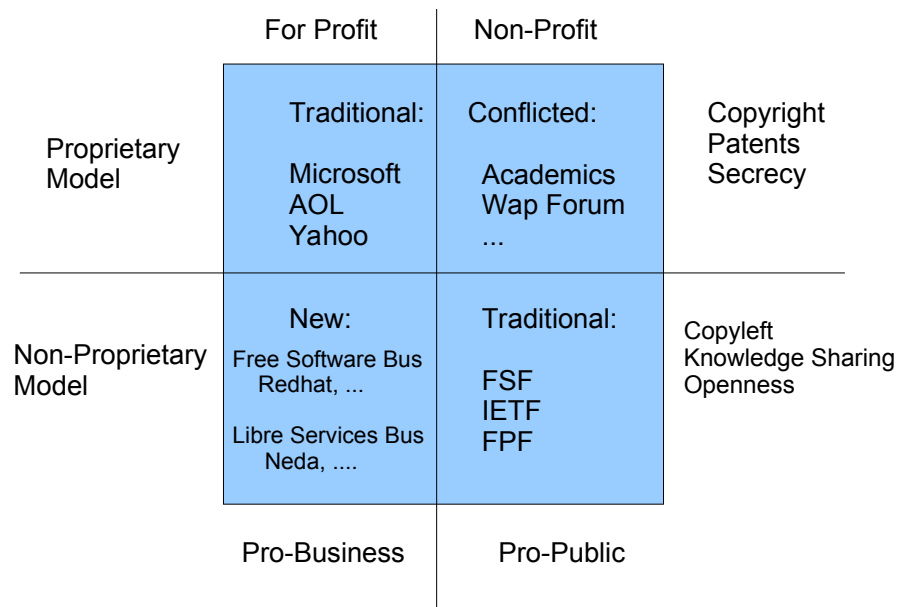 For Profit
Non-Profit
Proprietary
Model
Traditional:
Microsoft
AOL
Yahoo
Conflicted:
Academics
Wap Forum
...
Copyright
Patents
Secrecy
Non-Proprietary
Model
New:
Free Software Bus
Redhat, ...
Libre Services Bus
Neda, ....
Traditional:
FSF
IETF
FPF
Copyleft
Knowledge Sharing
Openness
Pro-Business
Pro-Public